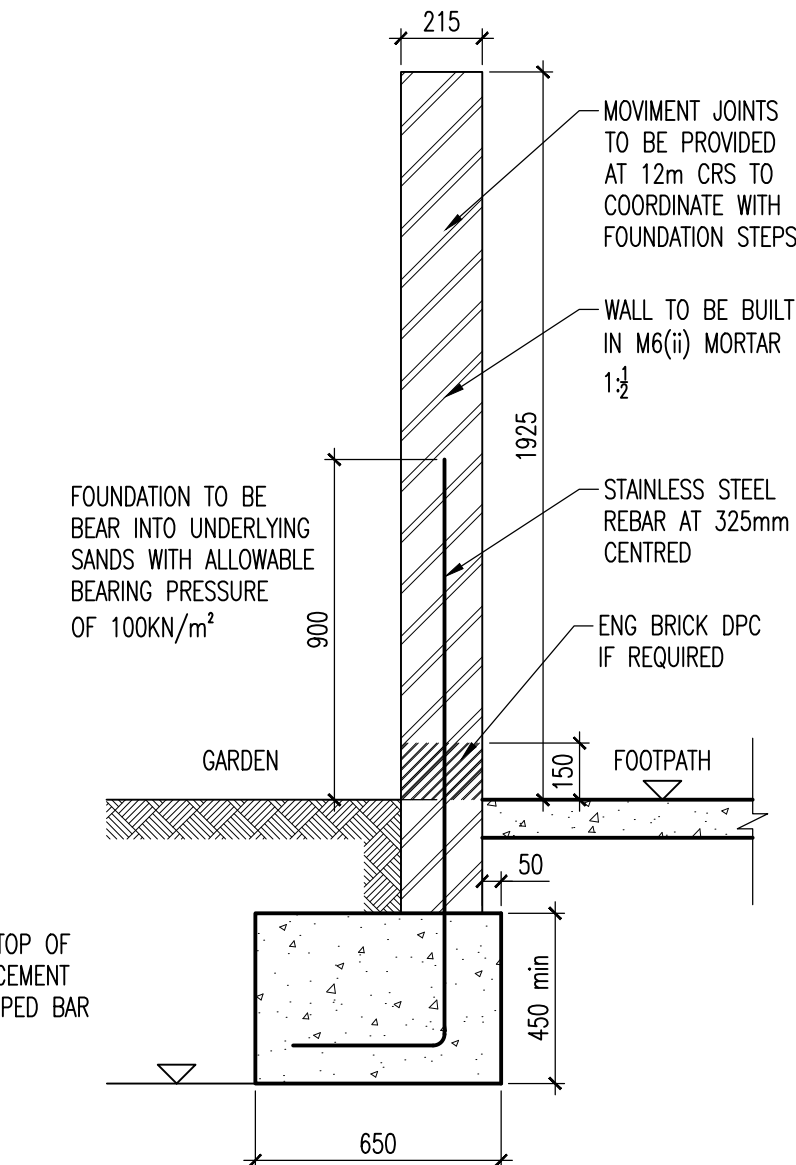 215
MOVIMENT JOINTS
TO BE PROVIDED
AT 12m CRS TO
COORDINATE WITH
FOUNDATION STEPS
WALL TO BE BUILT
IN M6(ii) MORTAR
1:½
1925
STAINLESS STEEL
REBAR AT 325mm
CENTRED
FOUNDATION TO BE
BEAR INTO UNDERLYING
SANDS WITH ALLOWABLE
BEARING PRESSURE
OF 100KN/m²
900
ENG BRICK DPC
IF REQUIRED
GARDEN
150
FOOTPATH
50
TOP OF
CEMENT
PED BAR
450 min
650